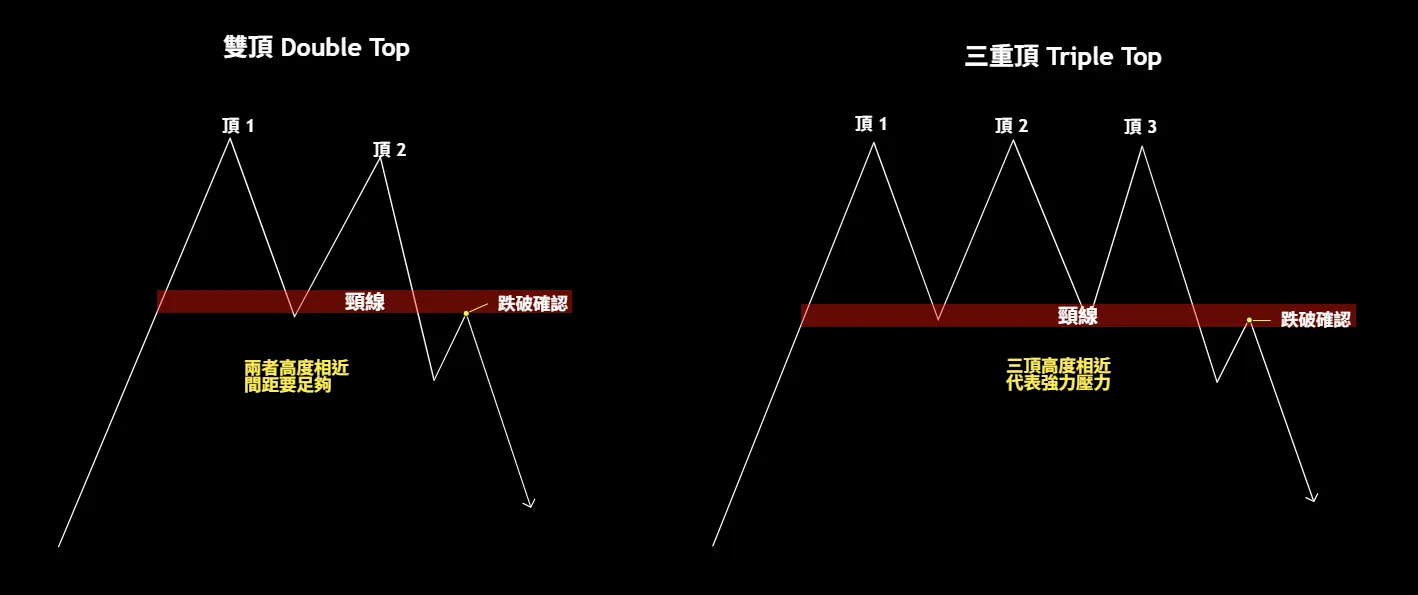 雙頂 Double Top
頂 1
頂 2
頸線
跌破確認
兩者高度相近
間距要足夠
三重頂 Triple Top
頂 1
頂 2
頂 3
頸線
跌破確認
三頂高度相近
代表強力壓力